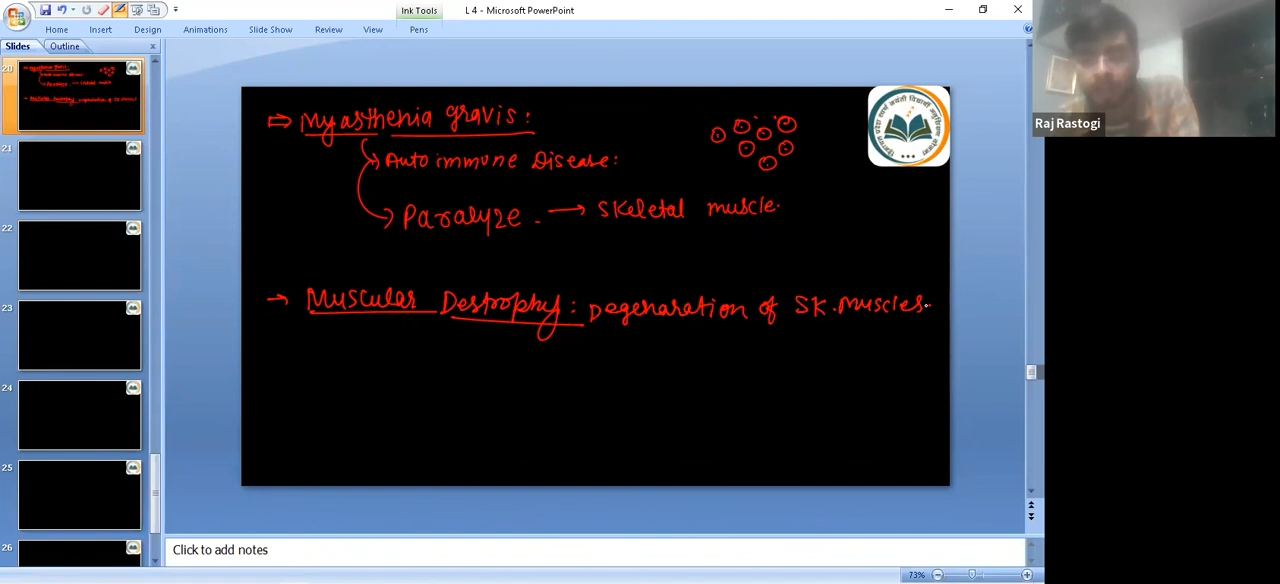 Ink Tools
L 4 - Microsoft PowerPoint
Home Insert Design Animations Slide Show Review View Pens
Slides Outline
20
21
22
23
24
25
26
Myasthenia gravis:
Auto immune Disease:
Paralyze. → Skeletal muscle.
→ Muscular Destrophy: Degenaration of SK.Muscles.
Raj Rastogi
Click to add notes
73%